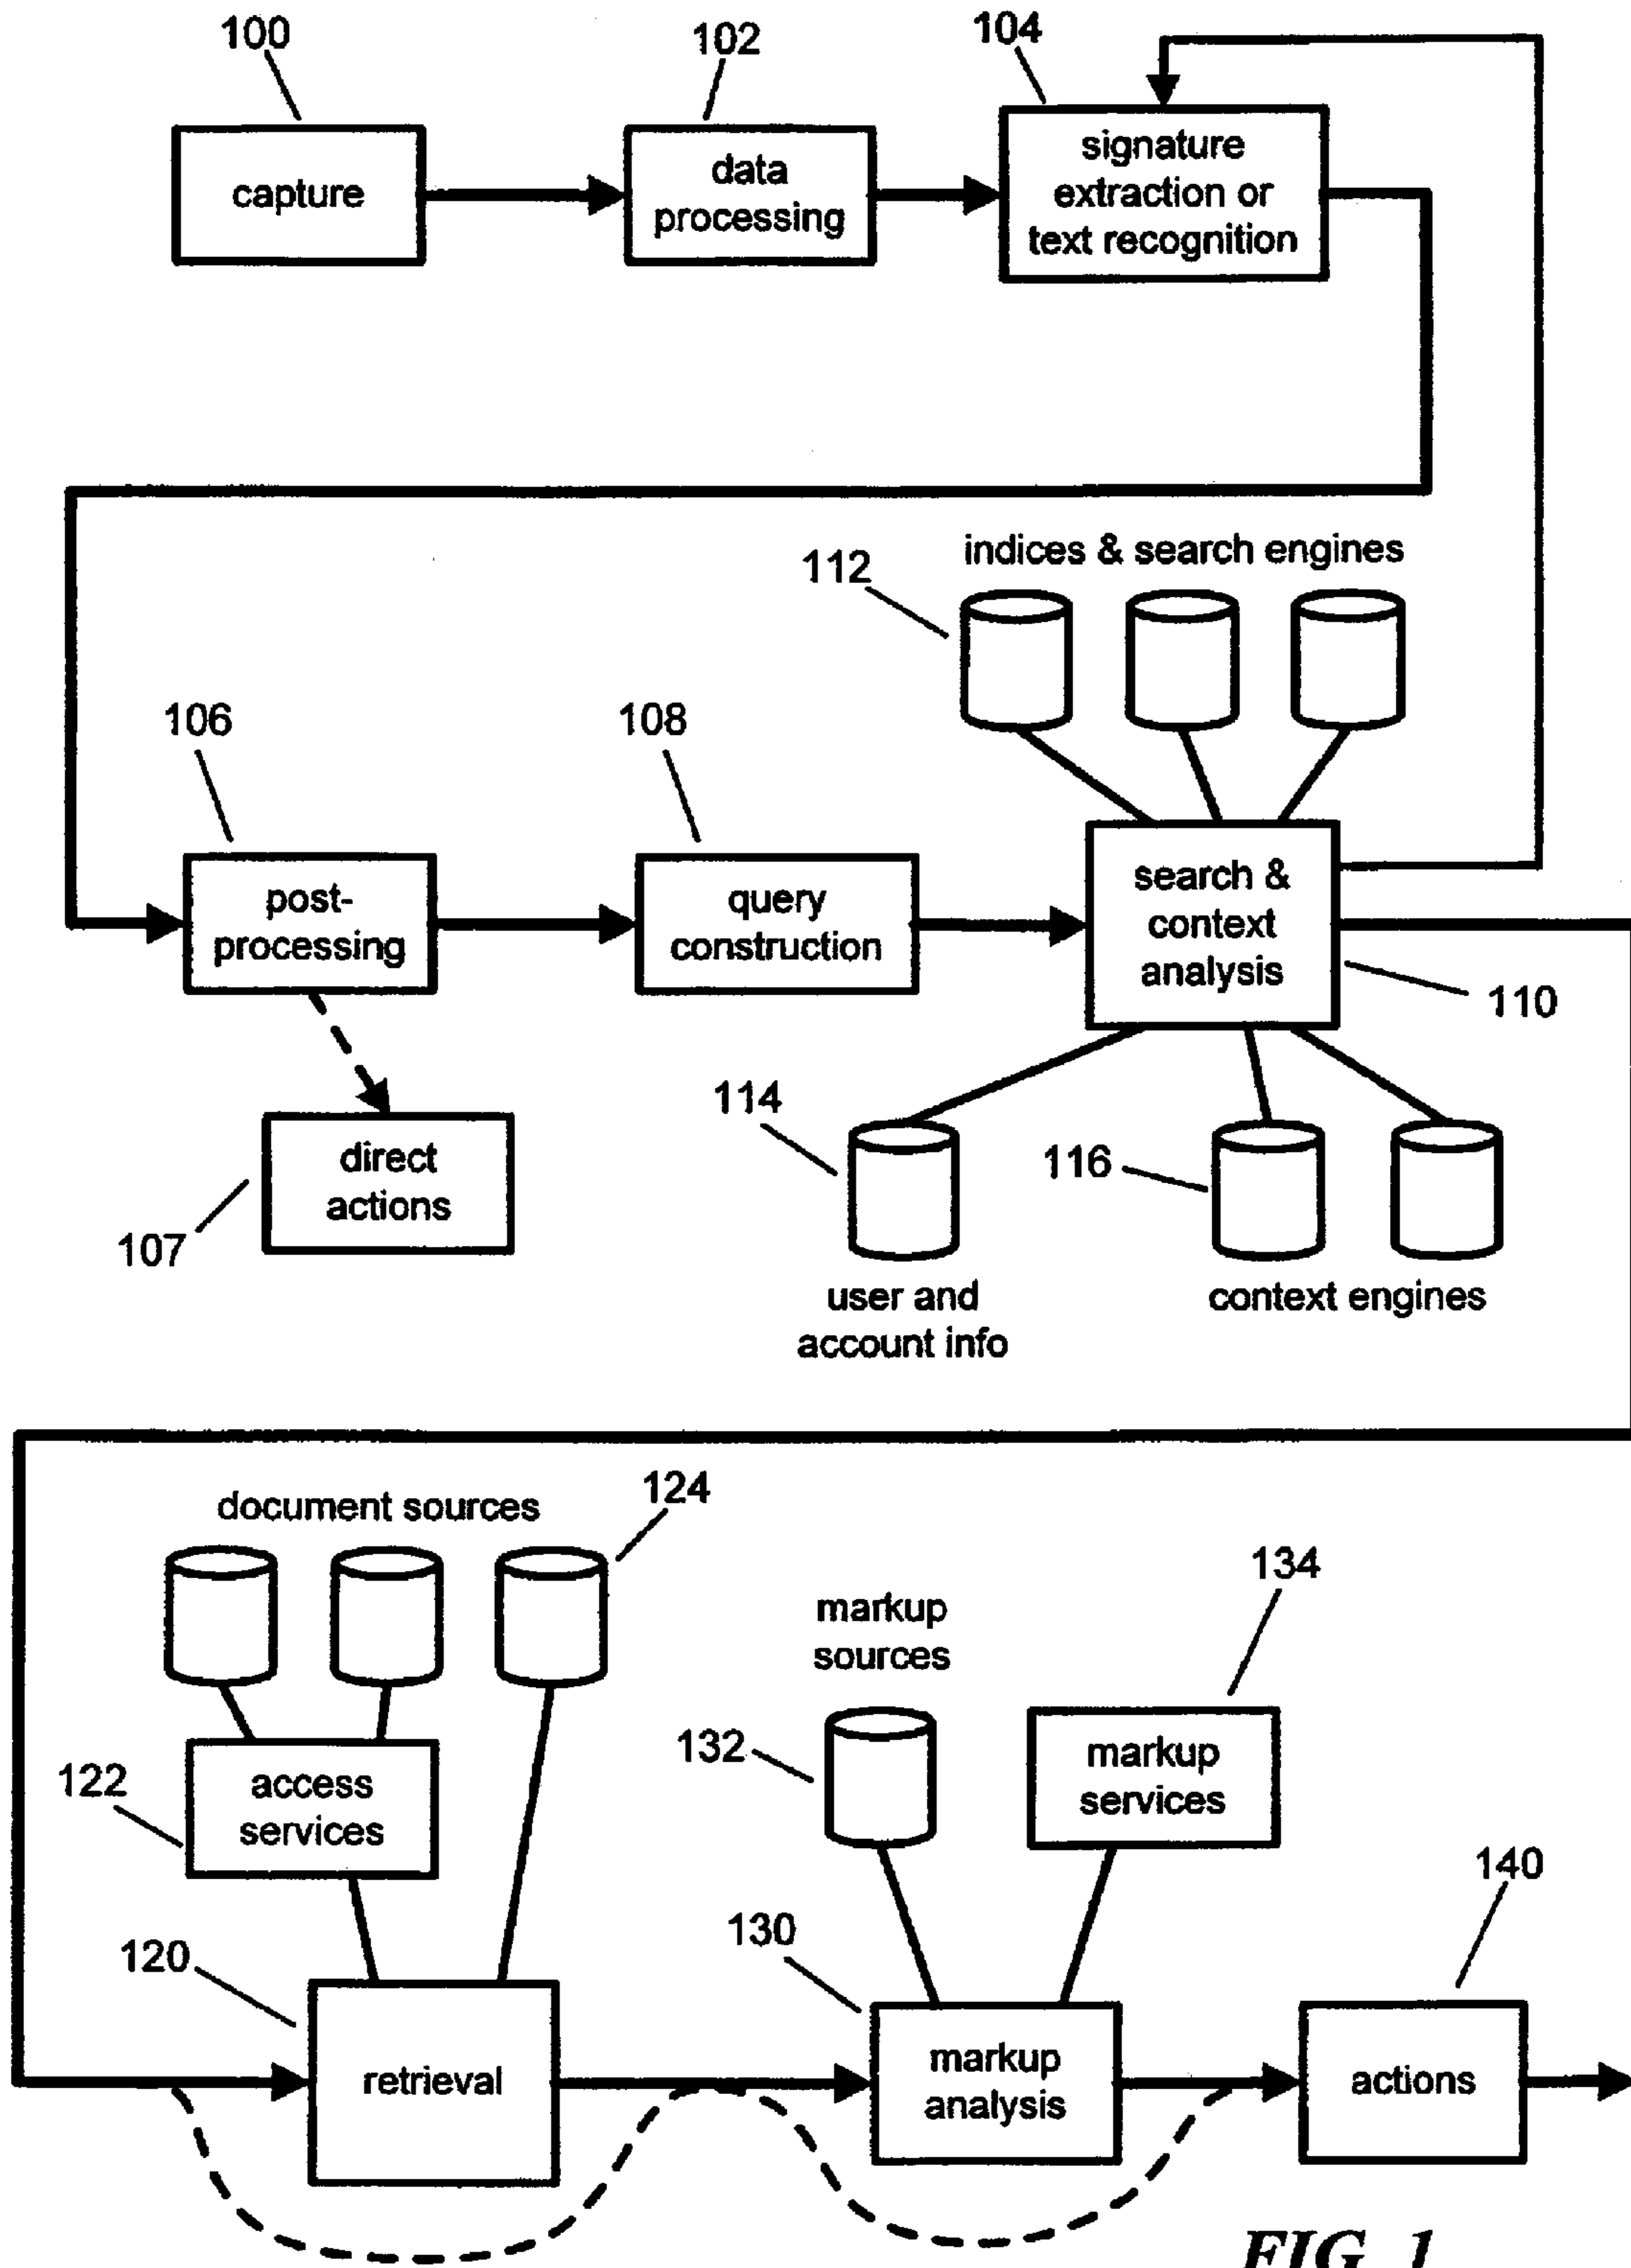 100
102
104
capture
data
processing
signature
extraction or
text recognition
indices & search engines
112
106
108
post-
processing
query
construction
search &
context
analysis
110
direct
actions
107
114
116
user and
account info
context engines
document sources
124
134
markup
sources
132
markup
services
122
access
services
140
130
120
retrieval
markup
analysis
actions
FIG. 1